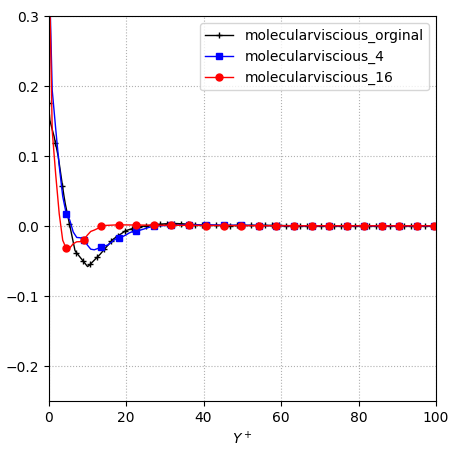 0.3
molecularviscious_orginal
molecularviscious_4
molecularviscious_16
0.2
0.1
0.0
−0.1
−0.2
0 20 40 60 80 100
Y⁺